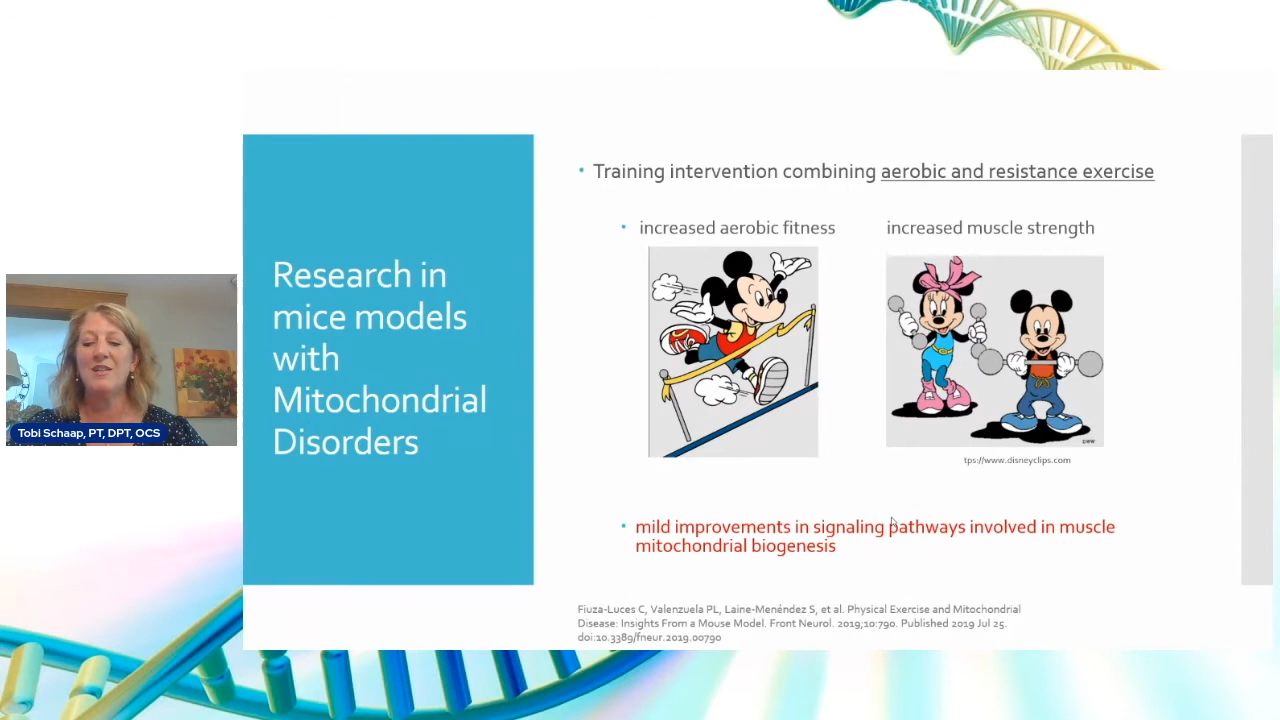 Research in
mice models
with
Mitochondrial
Disorders
Training intervention combining aerobic and resistance exercise
increased aerobic fitness
increased muscle strength
tps://www.disneyclips.com
mild improvements in signaling pathways involved in muscle
mitochondrial biogenesis
Fiuza-Luces C, Valenzuela PL, Laine-Menéndez S, et al. Physical Exercise and Mitochondrial
Disease: Insights From a Mouse Model. Front Neurol. 2019;10:790. Published 2019 Jul 25.
doi:10.3389/fneur.2019.00790
Tobi Schaap, PT, DPT, OCS